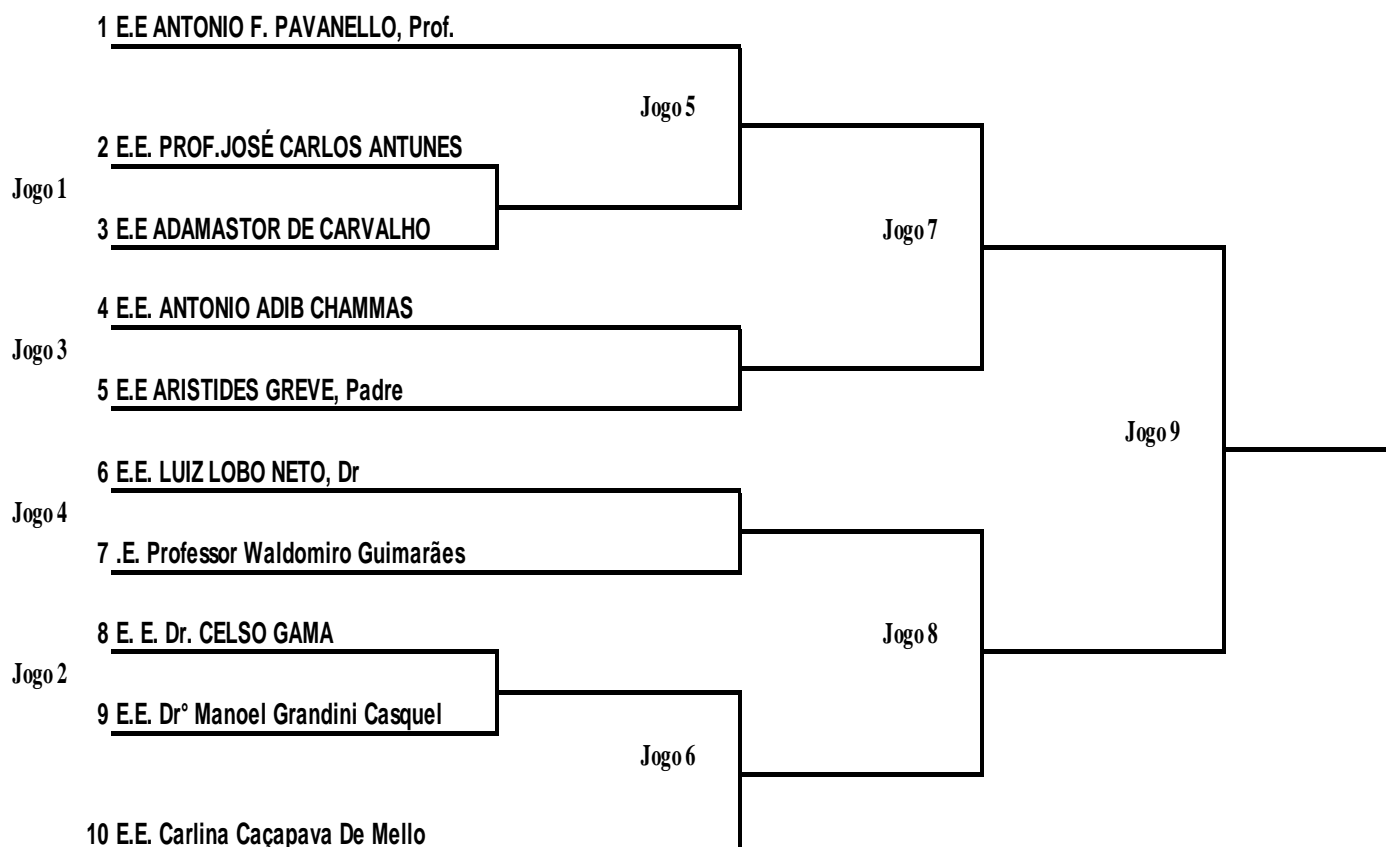 1 E.E ANTONIO F. PAVANELLO, Prof.
Jogo 5
2 E.E. PROF.JOSÉ CARLOS ANTUNES
Jogo 1
3 E.E ADAMASTOR DE CARVALHO
Jogo 7
4 E.E. ANTONIO ADIB CHAMMAS
Jogo 3
5 E.E ARISTIDES GREVE, Padre
Jogo 9
6 E.E. LUIZ LOBO NETO, Dr
Jogo 4
7 .E. Professor Waldomiro Guimarães
8 E. E. Dr. CELSO GAMA
Jogo 8
Jogo 2
9 E.E. Dr° Manoel Grandini Casquel
Jogo 6
10 E.E. Carlina Caçapava De Mello